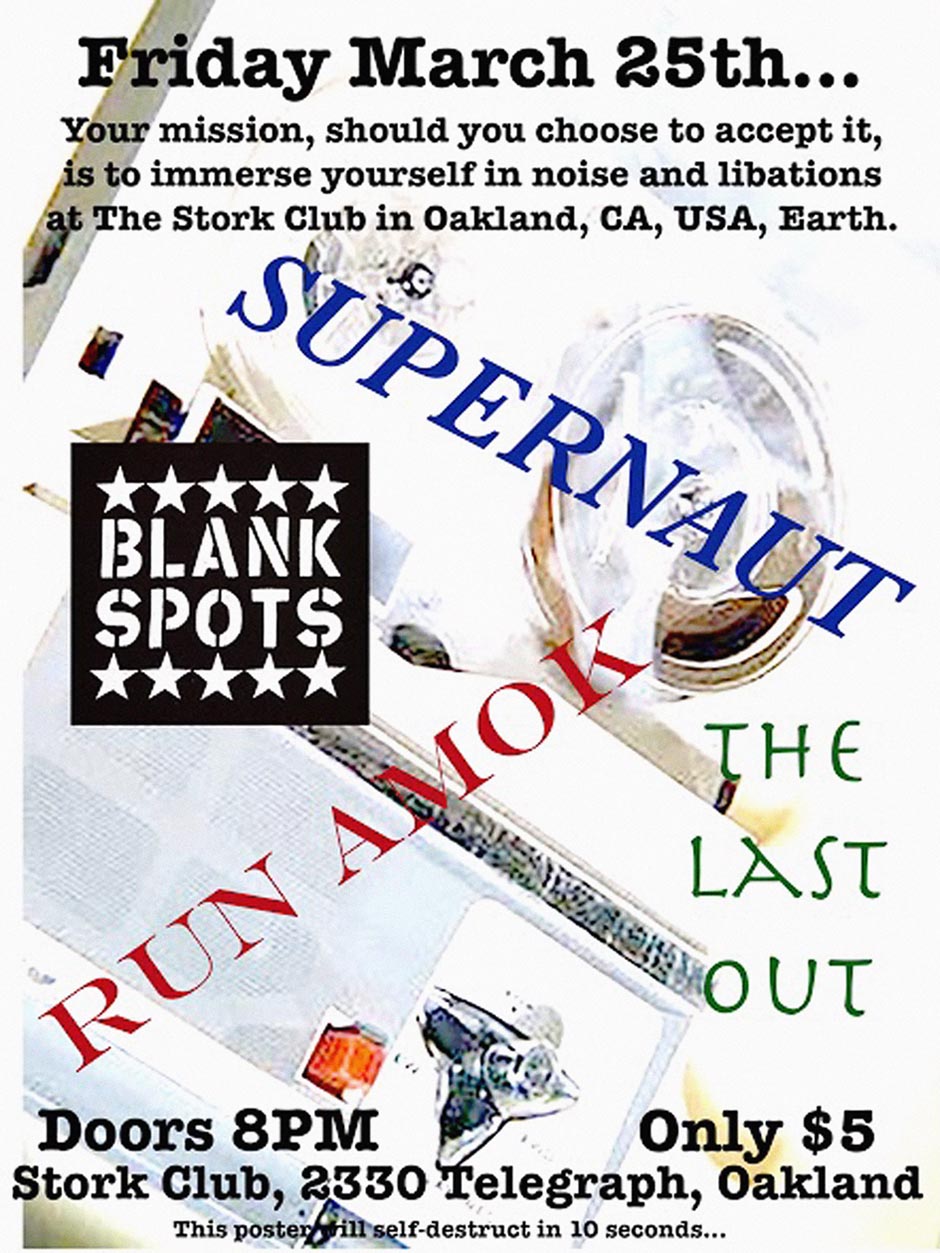 Friday March 25th...
Your mission, should you choose to accept it,
is to immerse yourself in noise and libations
at The Stork Club in Oakland, CA, USA, Earth.
SUPERNAUT
BLANK
SPOTS
RUN AMOK
THE
LAST
OUT
Doors 8PM
Only $5
Stork Club, 2330 Telegraph, Oakland
This poster will self-destruct in 10 seconds...